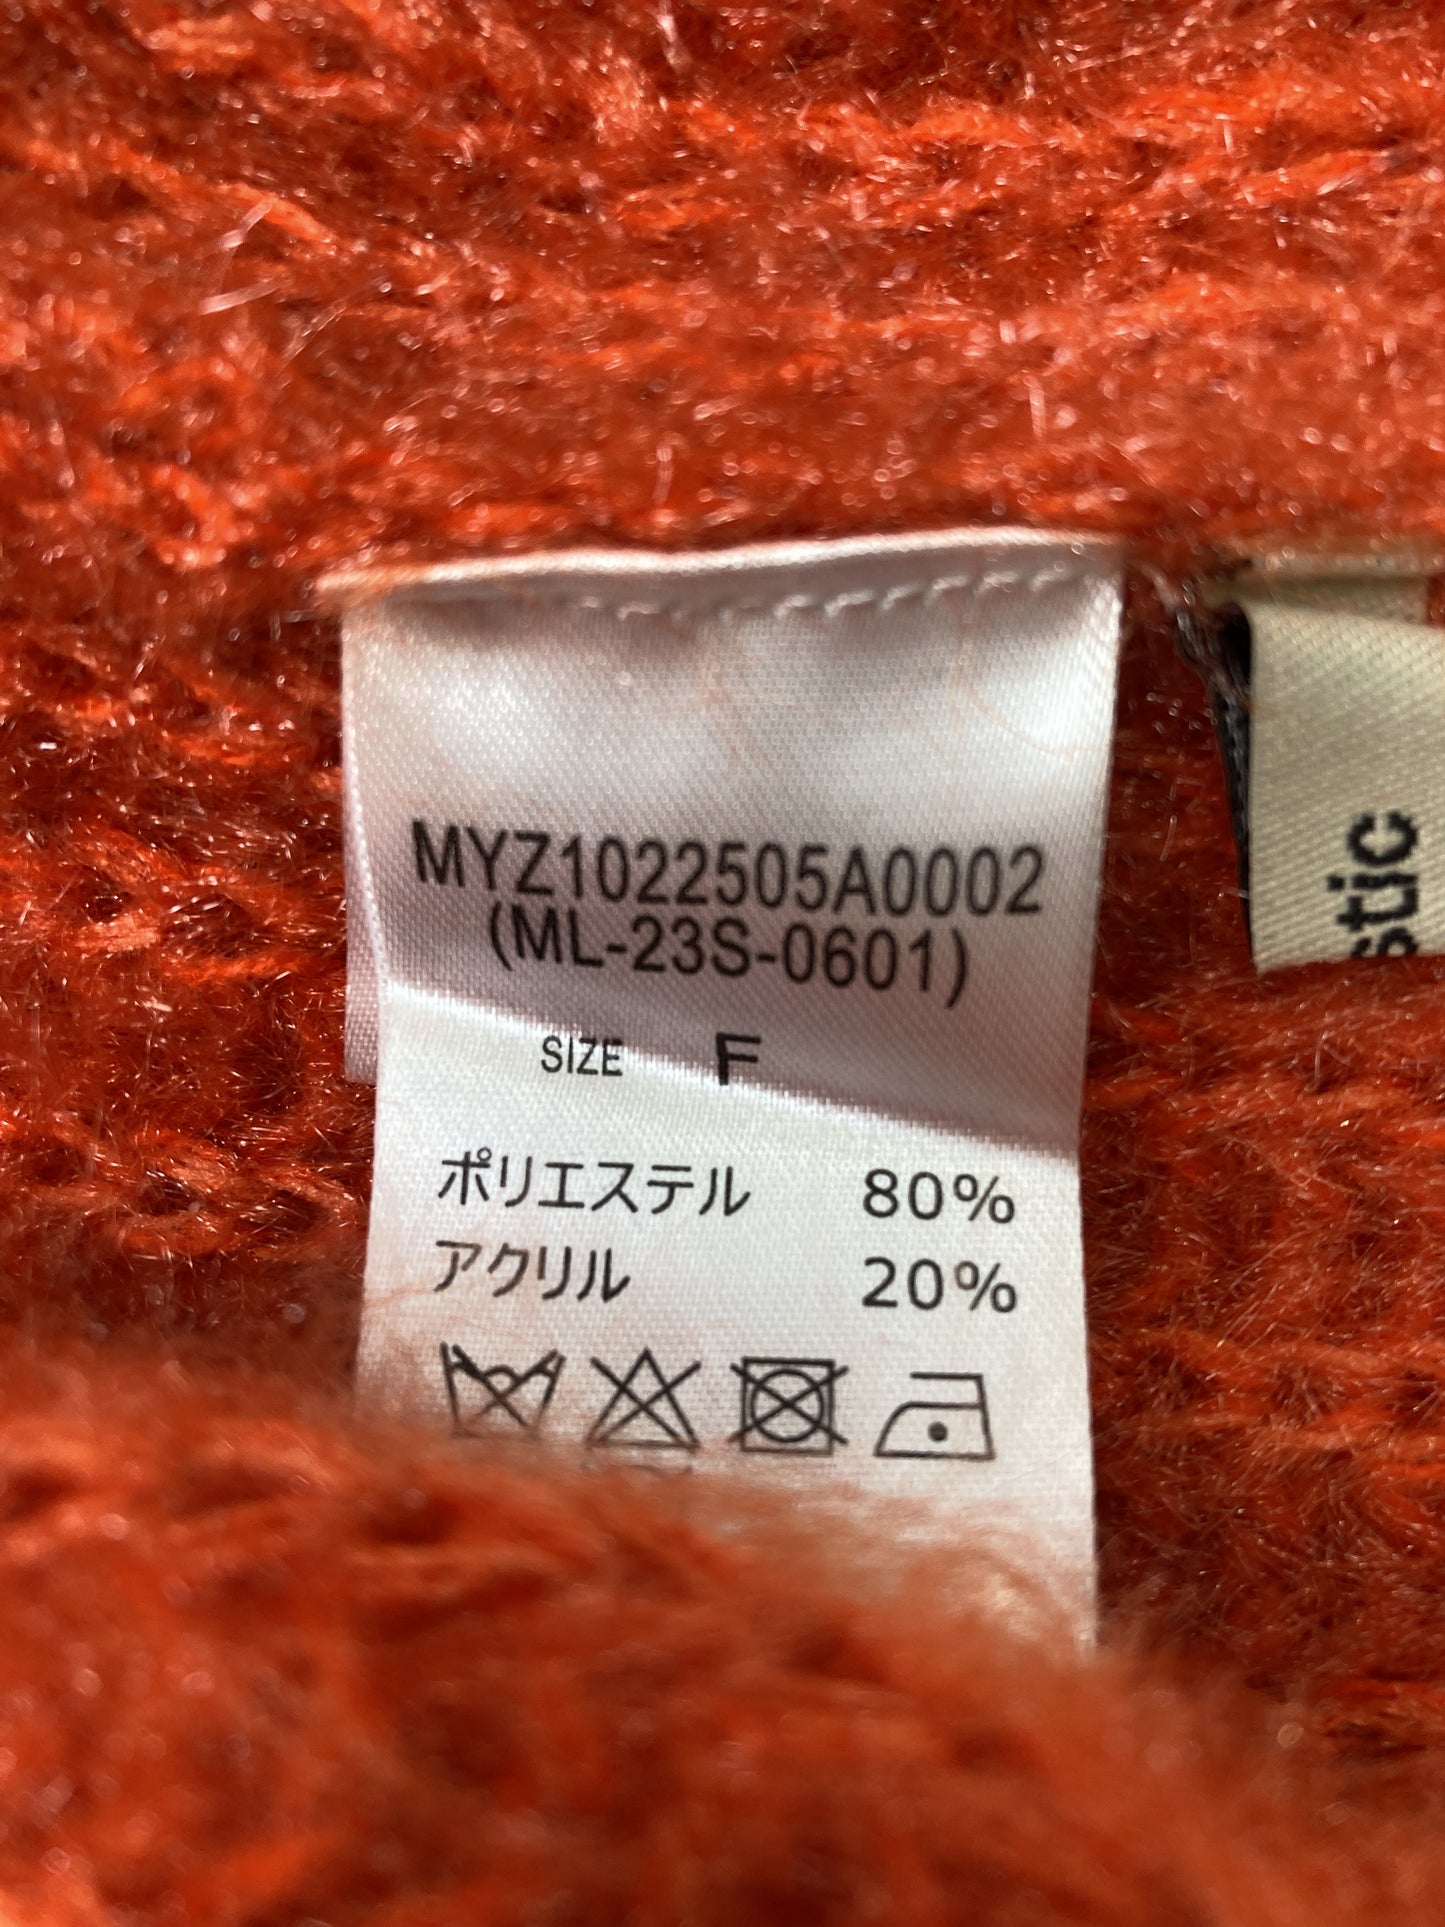 MYZ1022505A0002
(ML-23S-0601)
SIZE F
ポリエステル 80%
アクリル 20%
stic